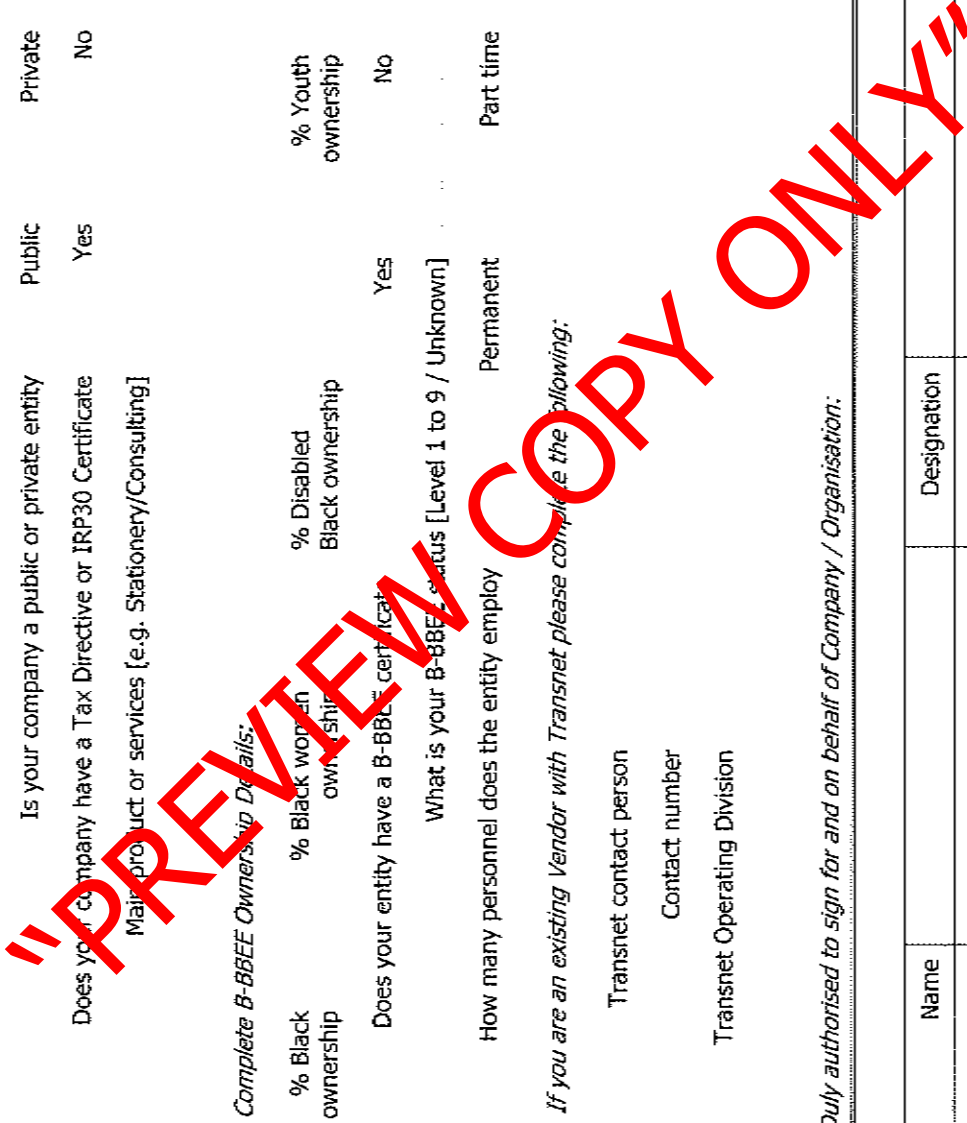 Is your company a public or private entity Public Private
Does your company have a Tax Directive or IRP30 Certificate Yes No
Main product or services [e.g. Stationery/Consulting]
Complete B-BBEE Ownership Details:
% Black ownership % Black women ownership % Disabled Black ownership % Youth ownership
Does your entity have a B-BBEE certificate Yes No
What is your B-BBEE status [Level 1 to 9 / Unknown]
How many personnel does the entity employ Permanent Part time
If you are an existing Vendor with Transnet please complete the following:
Transnet contact person
Contact number
Transnet Operating Division
Duly authorised to sign for and on behalf of Company / Organisation:
Name Designation
"PREVIEW COPY ONLY"